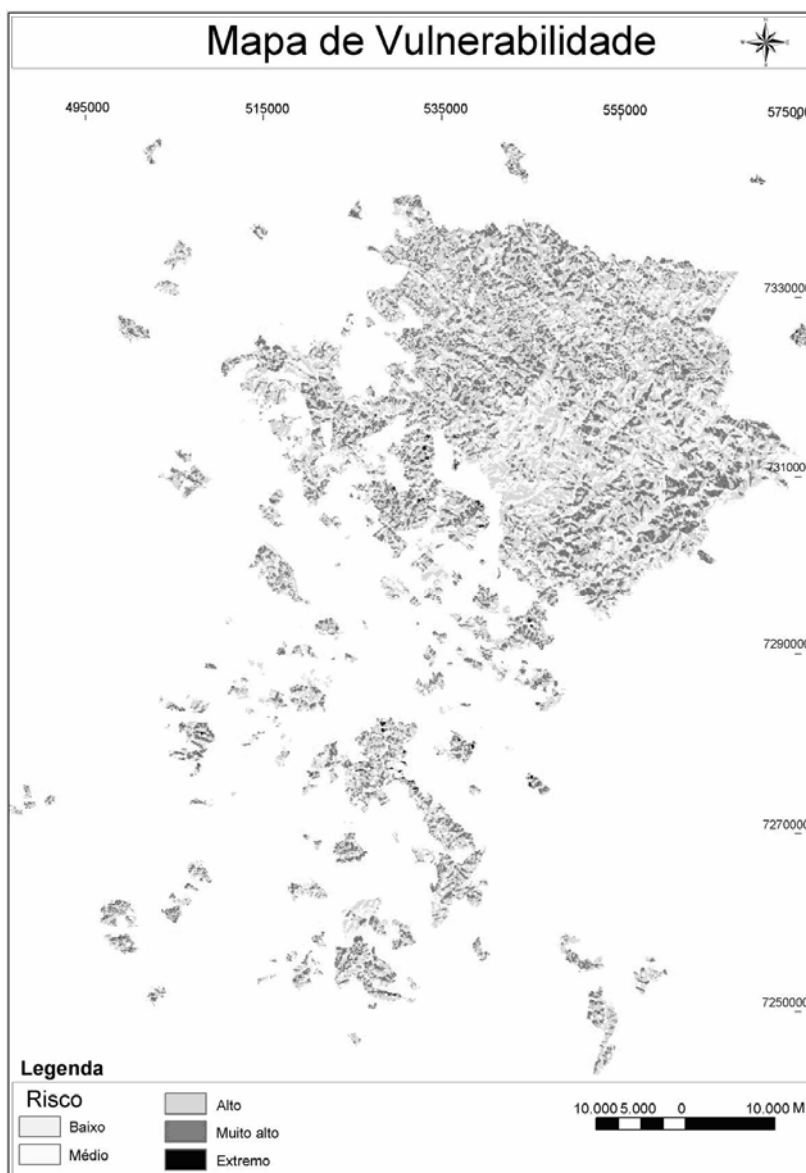 Mapa de Vulnerabilidade
N
W
E
S
495000 515000 535000 555000 575000
7330000
7310000
7290000
7270000
7250000
Legenda
Risco
Baixo
Médio
Alto
Muito alto
Extremo
10.000 5.000 0 10.000 M